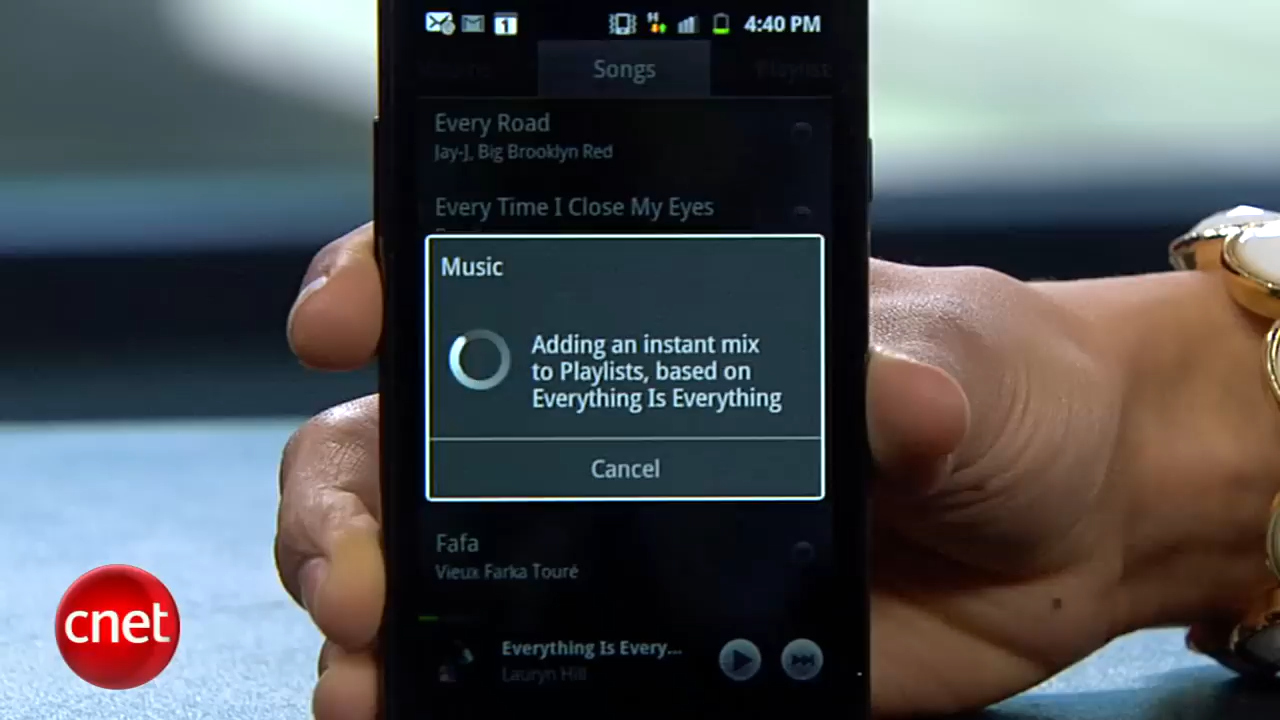 1
4:40 PM
Songs
Playlist
Every Road
Jay-J, Big Brooklyn Red
Every Time I Close My Eyes
Music
Adding an instant mix
to Playlists, based on
Everything Is Everything
Cancel
Fafa
Vieux Farka Touré
Everything Is Every...
Lauryn Hill
cnet